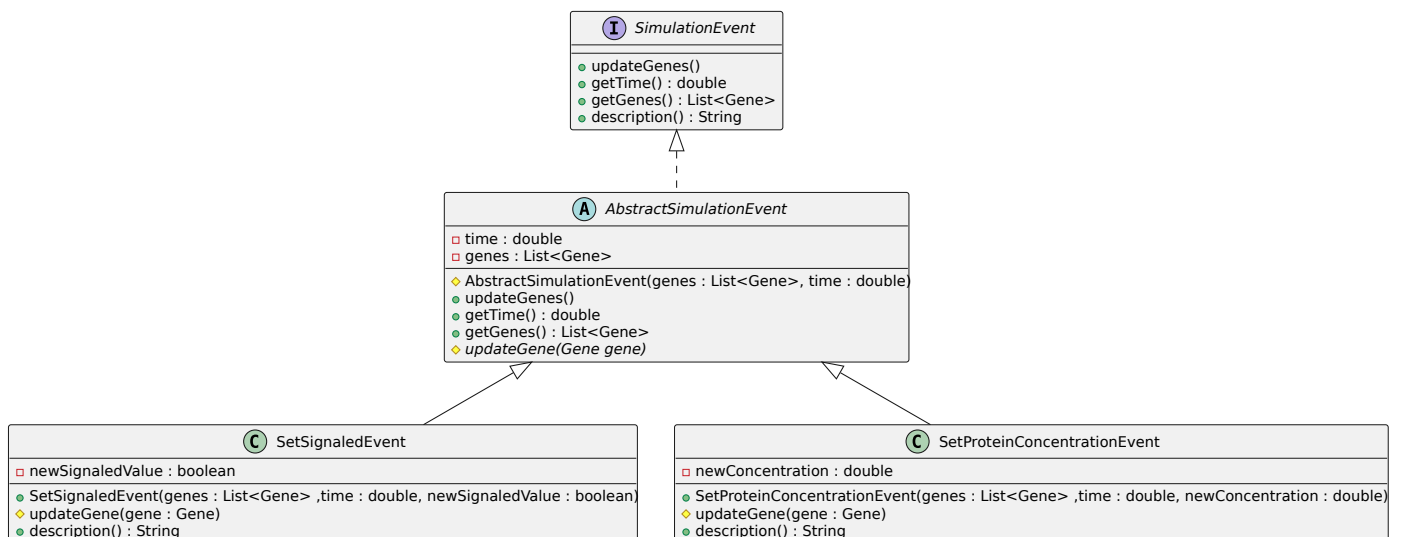 I SimulationEvent
updateGenes()
getTime() : double
getGenes() : List<Gene>
description() : String
A AbstractSimulationEvent
time : double
genes : List<Gene>
AbstractSimulationEvent(genes : List<Gene>, time : double)
updateGenes()
getTime() : double
getGenes() : List<Gene>
updateGene(Gene gene)
C SetSignaledEvent
newSignaledValue : boolean
SetSignaledEvent(genes : List<Gene> ,time : double, newSignaledValue : boolean)
updateGene(gene : Gene)
description() : String
C SetProteinConcentrationEvent
newConcentration : double
SetProteinConcentrationEvent(genes : List<Gene> ,time : double, newConcentration : double)
updateGene(gene : Gene)
description() : String